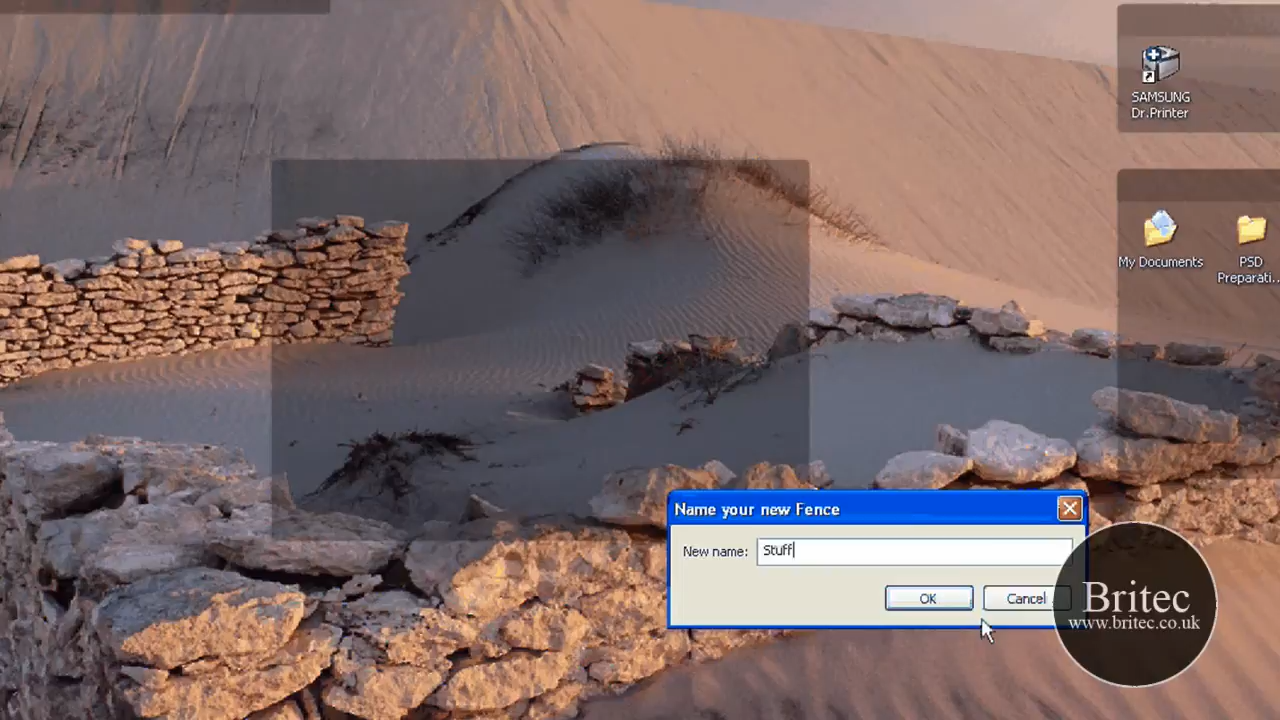 SAMSUNG
Dr.Printer
My Documents
PSD
Preparati...
Name your new Fence
New name: Stuff
OK Cancel
Britec
www.britec.co.uk